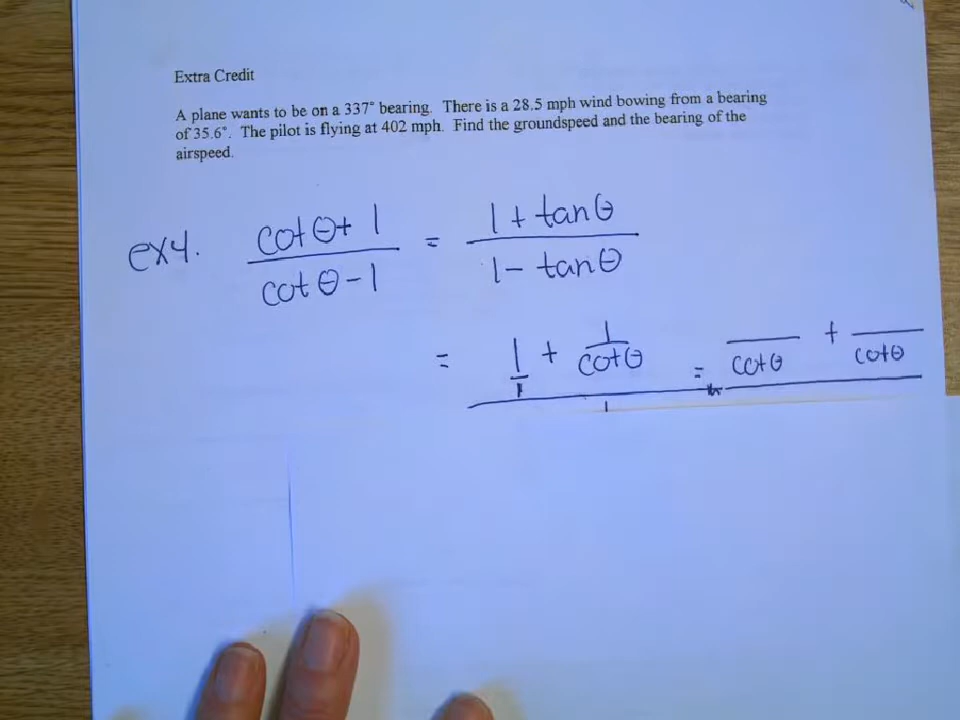 Extra Credit
A plane wants to be on a 337° bearing. There is a 28.5 mph wind bowing from a bearing
of 35.6°. The pilot is flying at 402 mph. Find the groundspeed and the bearing of the
airspeed.
ex4. cot θ + 1 / cot θ - 1 = 1 + tan θ / 1 - tan θ
= 1/1 + 1/cot θ = /cot θ + /cot θ
1